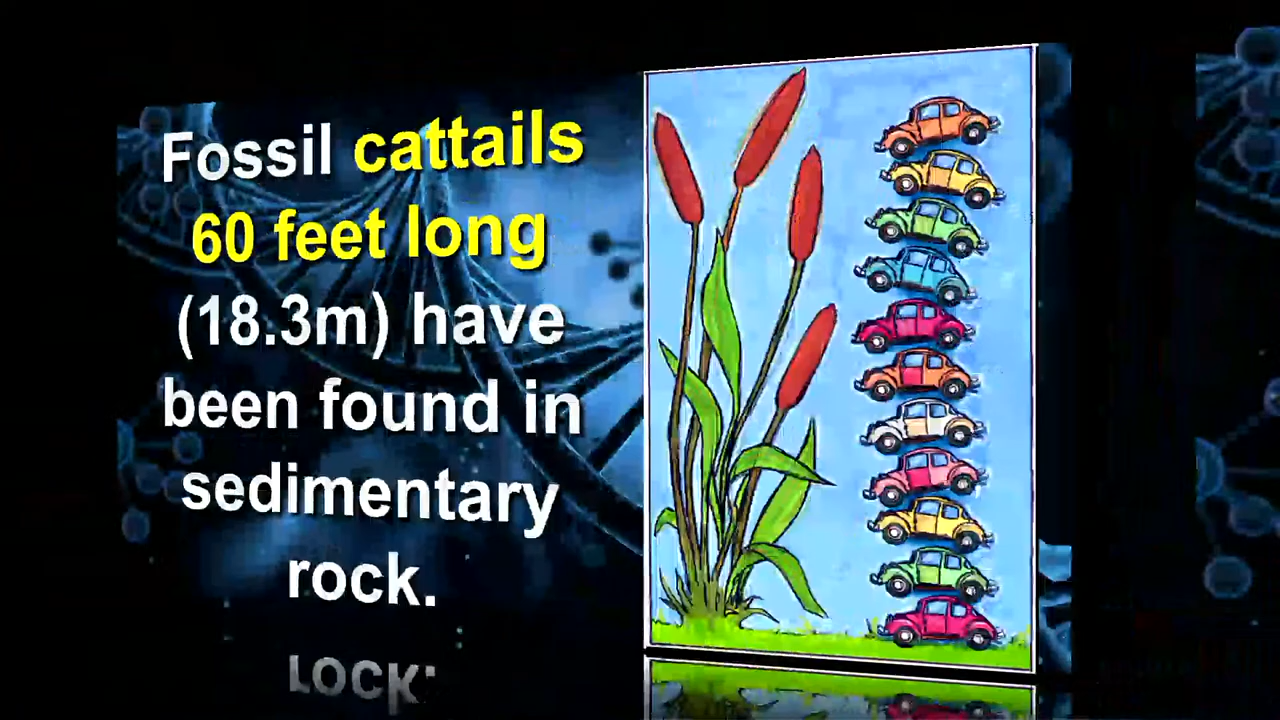 Fossil cattails
60 feet long
(18.3m) have
been found in
sedimentary
rock.